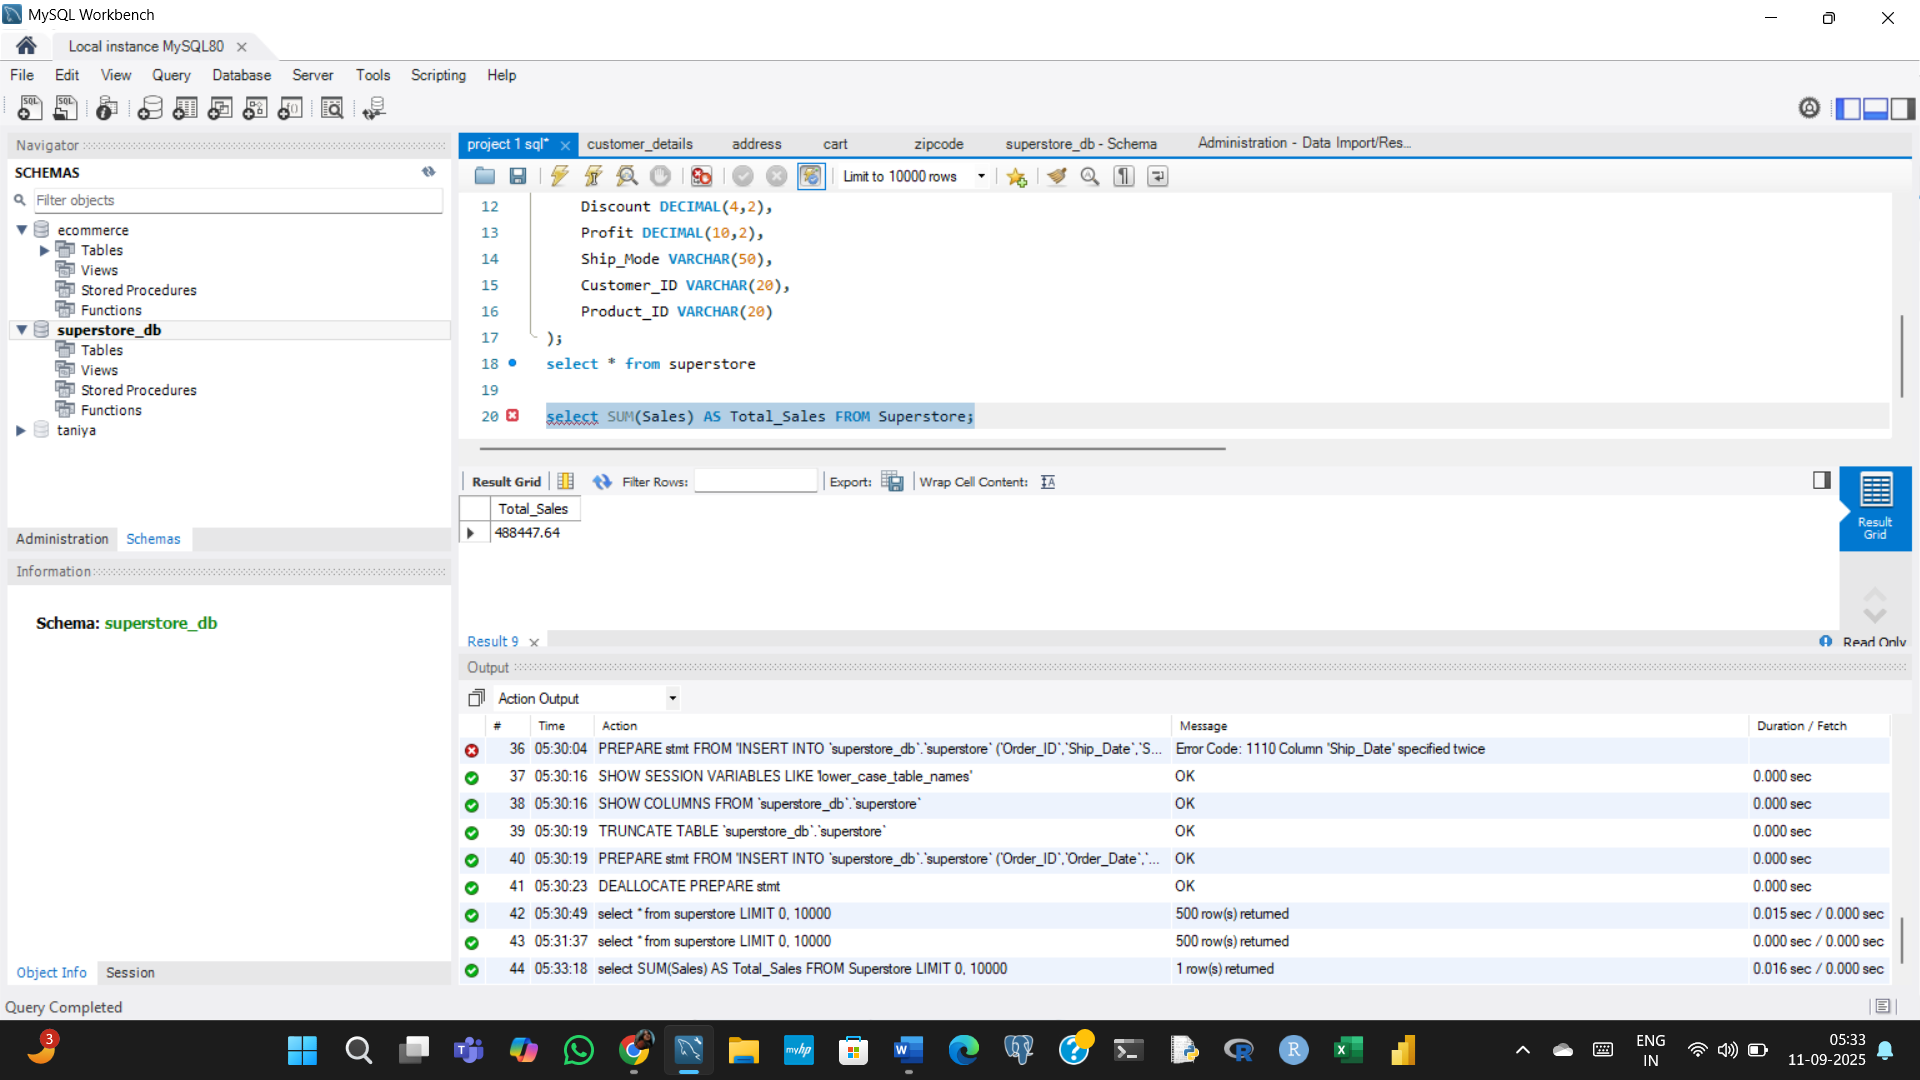 MySQL Workbench
Local instance MySQL80
File Edit View Query Database Server Tools Scripting Help
Navigator
SCHEMAS
Filter objects
ecommerce
Tables
Views
Stored Procedures
Functions
superstore_db
Tables
Views
Stored Procedures
Functions
taniya
Administration Schemas
Information
Schema: superstore_db
Object Info Session
project 1 sql* customer_details address cart zipcode superstore_db - Schema Administration - Data Import/Res...
Limit to 10000 rows
12 Discount DECIMAL(4,2),
13 Profit DECIMAL(10,2),
14 Ship_Mode VARCHAR(50),
15 Customer_ID VARCHAR(20),
16 Product_ID VARCHAR(20)
17 );
18 select * from superstore
19
20 select SUM(Sales) AS Total_Sales FROM Superstore;
Result Grid Filter Rows: Export: Wrap Cell Content:
Total_Sales
488447.64
Result Grid
Result 9 Read Only
Output
Action Output
# Time Action Message Duration / Fetch
36 05:30:04 PREPARE stmt FROM 'INSERT INTO `superstore_db`.`superstore` (`Order_ID`,`Ship_Date`,`S... Error Code: 1110 Column 'Ship_Date' specified twice
37 05:30:16 SHOW SESSION VARIABLES LIKE 'lower_case_table_names' OK 0.000 sec
38 05:30:16 SHOW COLUMNS FROM `superstore_db`.`superstore` OK 0.000 sec
39 05:30:19 TRUNCATE TABLE `superstore_db`.`superstore` OK 0.000 sec
40 05:30:19 PREPARE stmt FROM 'INSERT INTO `superstore_db`.`superstore` (`Order_ID`,`Order_Date`,`... OK 0.000 sec
41 05:30:23 DEALLOCATE PREPARE stmt OK 0.000 sec
42 05:30:49 select * from superstore LIMIT 0, 10000 500 row(s) returned 0.015 sec / 0.000 sec
43 05:31:37 select * from superstore LIMIT 0, 10000 500 row(s) returned 0.000 sec / 0.000 sec
44 05:33:18 select SUM(Sales) AS Total_Sales FROM Superstore LIMIT 0, 10000 1 row(s) returned 0.016 sec / 0.000 sec
Query Completed
3
ENG
IN
05:33
11-09-2025